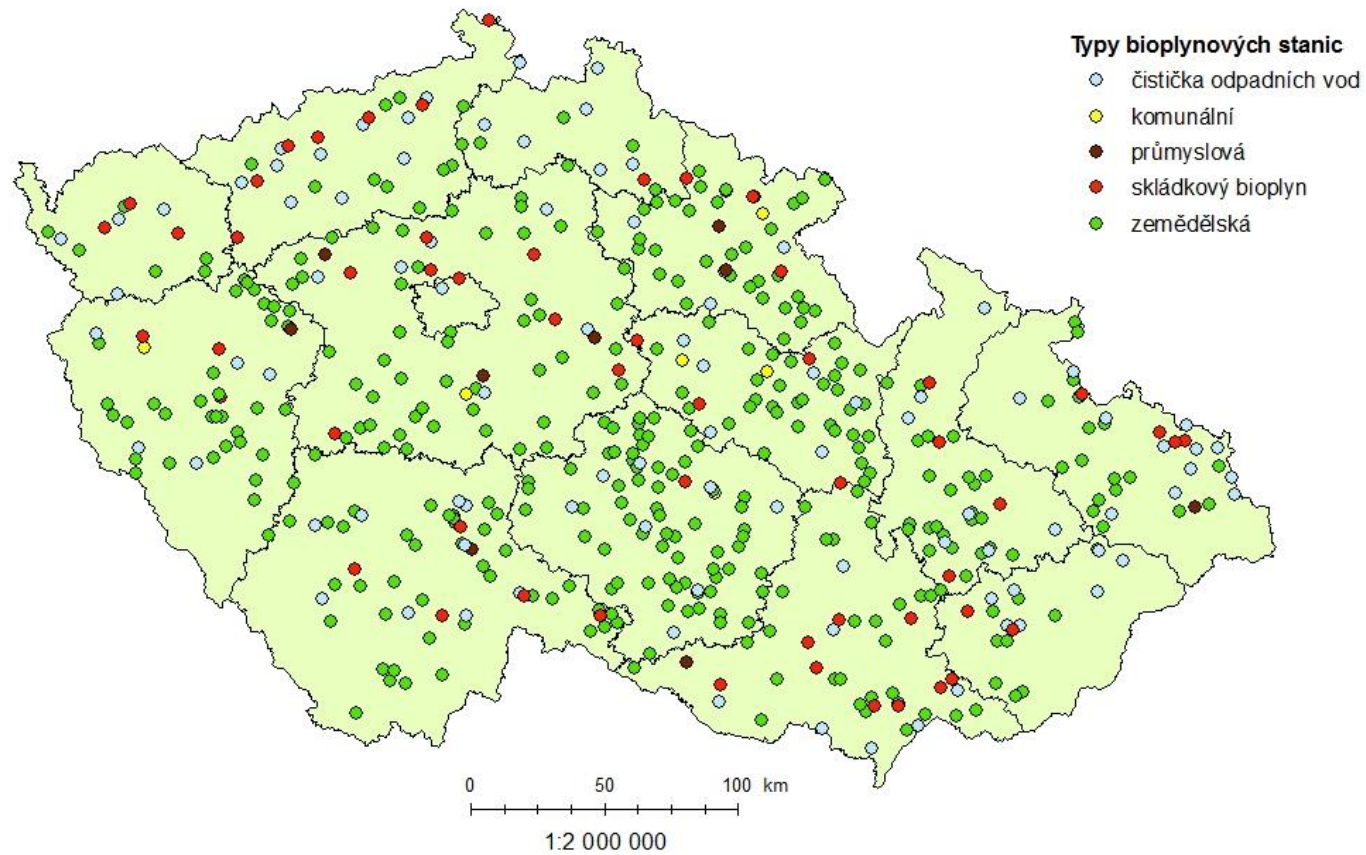 Typy bioplynových stanic
čistička odpadních vod
komunální
průmyslová
skládkový bioplyn
zemědělská
0 50 100 km
1:2 000 000